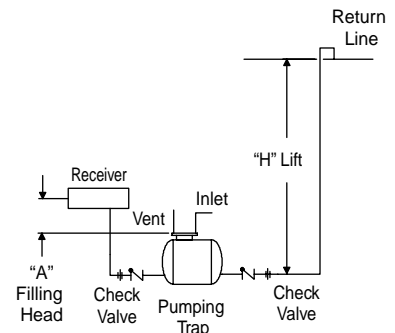 Return
Line
"H" Lift
Receiver
Vent
Inlet
"A"
Filling
Head
Check
Valve
Pumping
Trap
Check
Valve